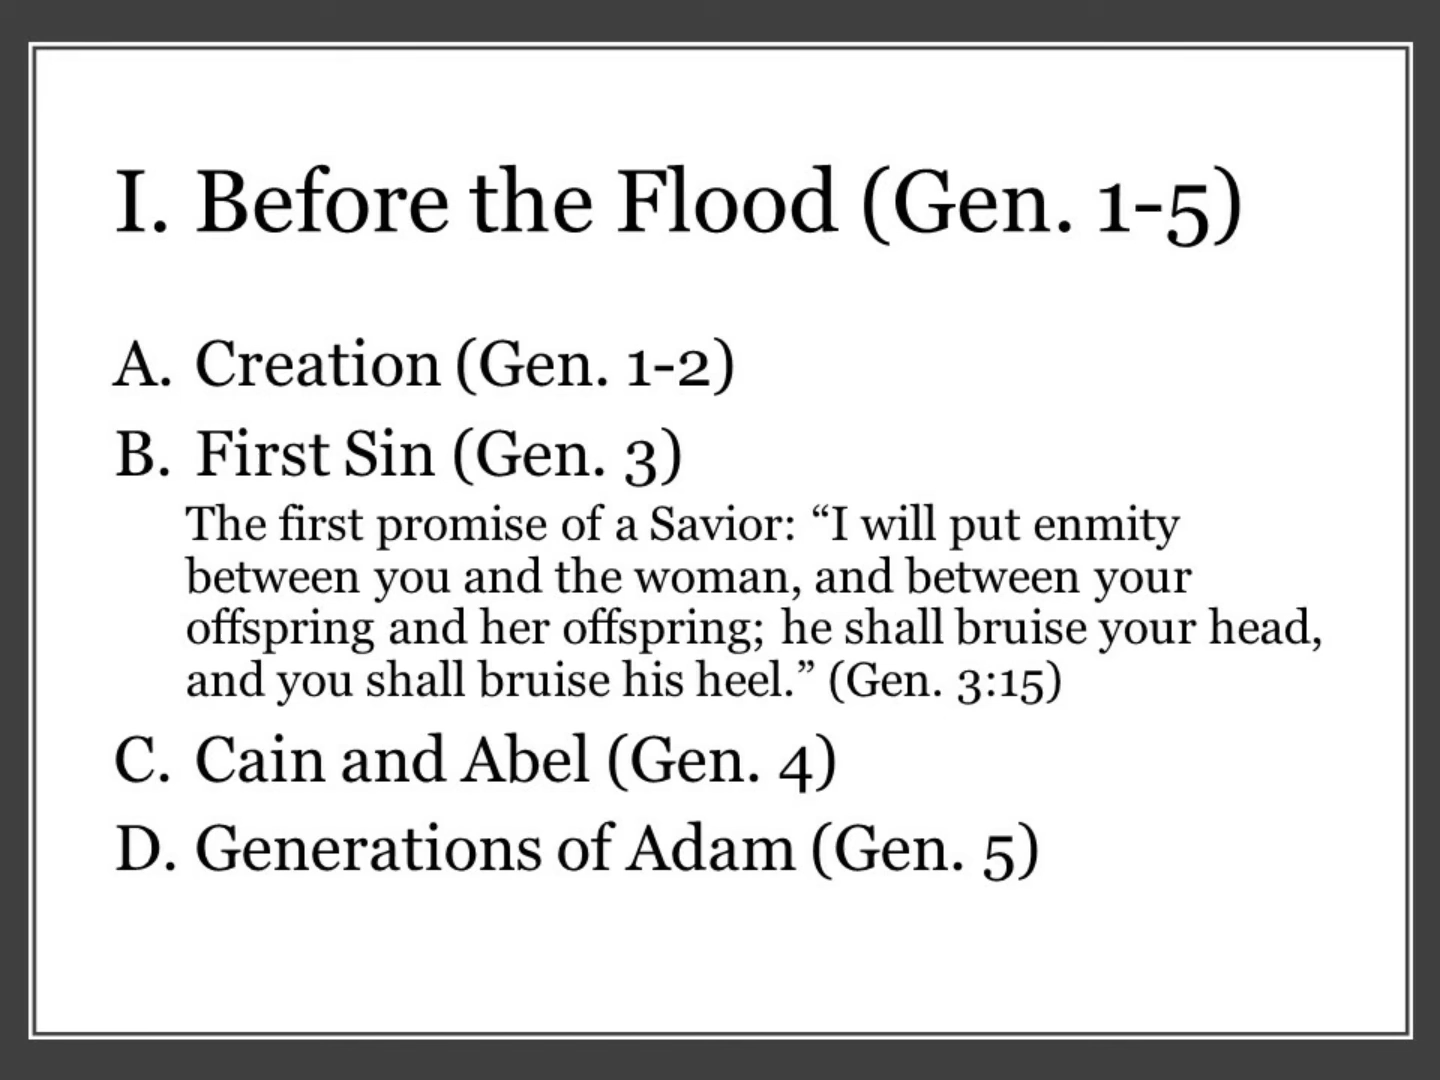 I. Before the Flood (Gen. 1-5)
A. Creation (Gen. 1-2)
B. First Sin (Gen. 3)
The first promise of a Savior: “I will put enmity
between you and the woman, and between your
offspring and her offspring; he shall bruise your head,
and you shall bruise his heel.” (Gen. 3:15)
C. Cain and Abel (Gen. 4)
D. Generations of Adam (Gen. 5)